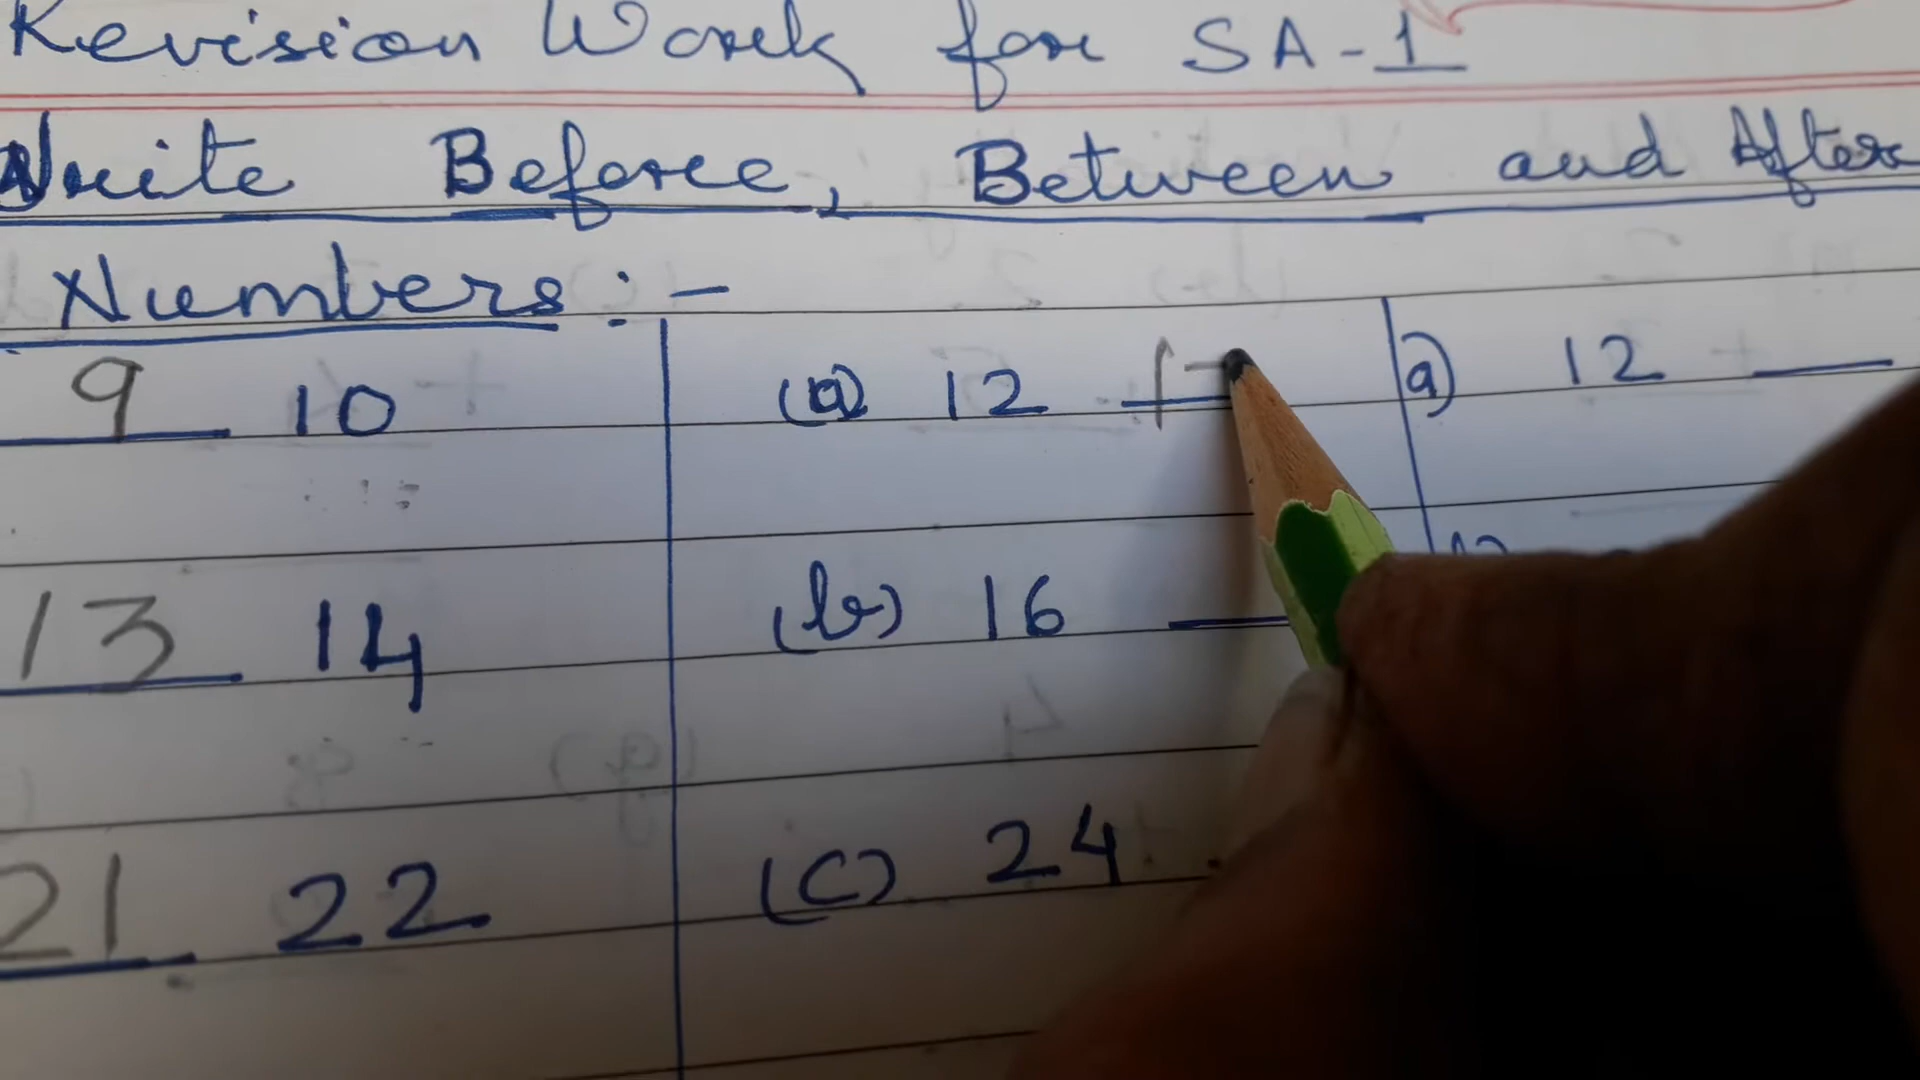 Revision Work for SA-1
Write Before, Between and After
Numbers :-
9 10 (a) 12 a) 12
13 14 (b) 16
21 22 (c) 24